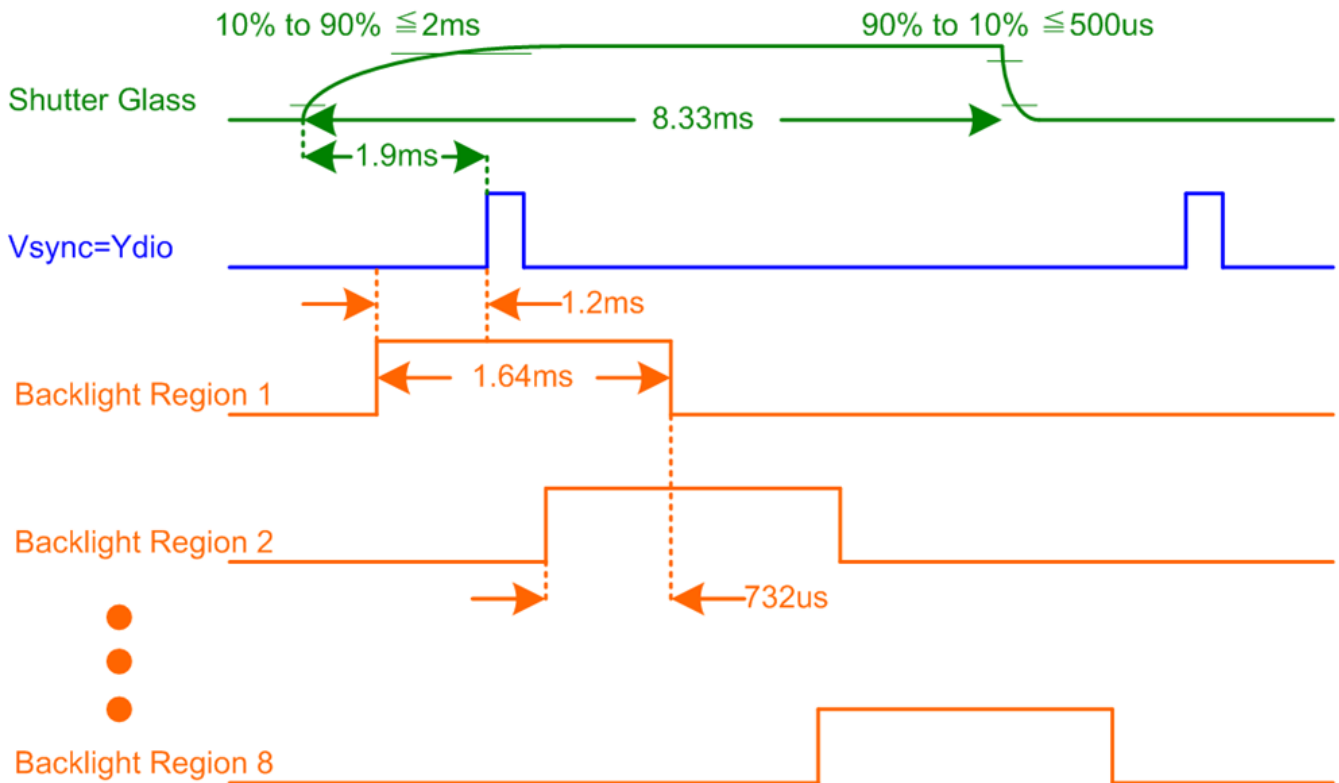 10% to 90% ≦2ms
90% to 10% ≦500us
Shutter Glass
8.33ms
1.9ms
Vsync=Ydio
1.2ms
1.64ms
Backlight Region 1
Backlight Region 2
732us
Backlight Region 8